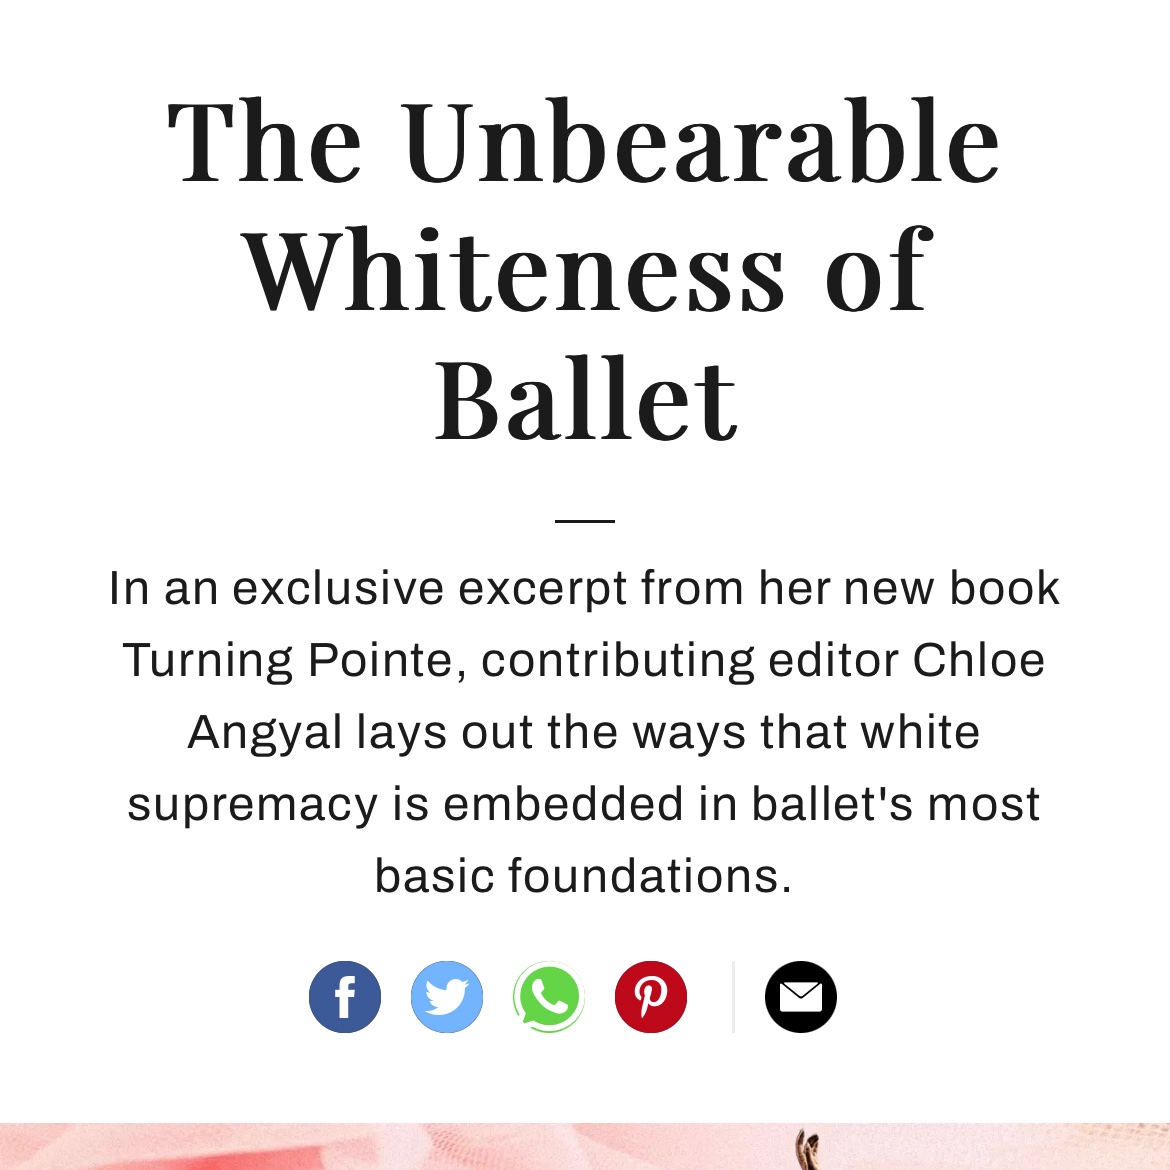 The Unbearable
Whiteness of
Ballet
In an exclusive excerpt from her new book
Turning Pointe, contributing editor Chloe
Angyal lays out the ways that white
supremacy is embedded in ballet's most
basic foundations.